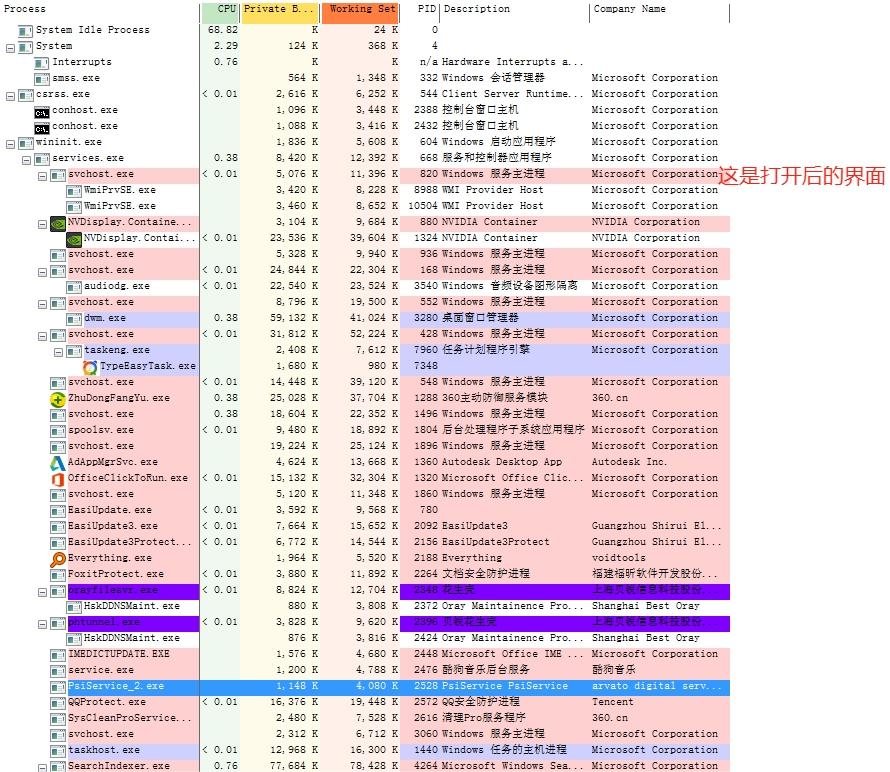 Process CPU Private B... Working Set PID Description Company Name
System Idle Process 68.82 K 24 K 0
System 2.29 124 K 368 K 4
Interrupts 0.76 K K n/a Hardware Interrupts a...
smss.exe 564 K 1,348 K 332 Windows 会话管理器 Microsoft Corporation
csrss.exe < 0.01 2,616 K 6,252 K 544 Client Server Runtime... Microsoft Corporation
conhost.exe 1,096 K 3,448 K 2388 控制台窗口主机 Microsoft Corporation
conhost.exe 1,088 K 3,416 K 2432 控制台窗口主机 Microsoft Corporation
wininit.exe 1,836 K 5,608 K 604 Windows 启动应用程序 Microsoft Corporation
services.exe 0.38 8,420 K 12,392 K 668 服务和控制器应用程序 Microsoft Corporation
svchost.exe < 0.01 5,076 K 11,396 K 820 Windows 服务主进程 Microsoft Corporation
这是打开后的界面
WmiPrvSE.exe 3,420 K 8,228 K 8988 WMI Provider Host Microsoft Corporation
WmiPrvSE.exe 3,460 K 8,652 K 10504 WMI Provider Host Microsoft Corporation
NVDisplay.Containe... 3,104 K 9,684 K 880 NVIDIA Container NVIDIA Corporation
NVDisplay.Contai... < 0.01 23,536 K 39,604 K 1324 NVIDIA Container NVIDIA Corporation
svchost.exe 5,328 K 9,940 K 936 Windows 服务主进程 Microsoft Corporation
svchost.exe < 0.01 24,844 K 22,304 K 168 Windows 服务主进程 Microsoft Corporation
audiodg.exe < 0.01 22,540 K 23,524 K 3540 Windows 音频设备图形隔离 Microsoft Corporation
svchost.exe 8,796 K 19,500 K 552 Windows 服务主进程 Microsoft Corporation
dwm.exe 0.38 59,132 K 41,024 K 3280 桌面窗口管理器 Microsoft Corporation
svchost.exe < 0.01 31,812 K 52,224 K 428 Windows 服务主进程 Microsoft Corporation
taskeng.exe 2,408 K 7,612 K 7960 任务计划程序引擎 Microsoft Corporation
TypeEasyTask.exe 1,680 K 980 K 7348
svchost.exe < 0.01 14,448 K 39,120 K 548 Windows 服务主进程 Microsoft Corporation
ZhuDongFangYu.exe 0.38 25,028 K 37,704 K 1288 360主动防御服务模块 360.cn
svchost.exe 0.38 18,604 K 22,352 K 1496 Windows 服务主进程 Microsoft Corporation
spoolsv.exe < 0.01 9,480 K 18,892 K 1804 后台处理程序子系统应用程序 Microsoft Corporation
svchost.exe 19,224 K 25,124 K 1896 Windows 服务主进程 Microsoft Corporation
AdAppMgrSvc.exe 4,624 K 13,668 K 1360 Autodesk Desktop App Autodesk Inc.
OfficeClickToRun.exe < 0.01 15,132 K 32,304 K 1320 Microsoft Office Clic... Microsoft Corporation
svchost.exe 5,120 K 11,348 K 1860 Windows 服务主进程 Microsoft Corporation
EasiUpdate.exe < 0.01 3,592 K 9,568 K 780
EasiUpdate3.exe < 0.01 7,664 K 15,652 K 2092 EasiUpdate3 Guangzhou Shirui El...
EasiUpdate3Protect... < 0.01 6,772 K 14,544 K 2156 EasiUpdate3Protect Guangzhou Shirui El...
Everything.exe 1,964 K 5,520 K 2188 Everything voidtools
FoxitProtect.exe < 0.01 3,880 K 11,892 K 2264 文档安全防护进程 福建福昕软件开发股份...
orayfilesvr.exe < 0.01 8,824 K 12,704 K 2348 花生壳 上海贝锐信息科技股份...
HskDDNSMaint.exe 880 K 3,808 K 2372 Oray Maintainence Pro... Shanghai Best Oray
phtunnel.exe < 0.01 3,828 K 9,620 K 2396 贝锐花生壳 上海贝锐信息科技股份...
HskDDNSMaint.exe 876 K 3,816 K 2424 Oray Maintainence Pro... Shanghai Best Oray
IMEDICTUPDATE.EXE 1,576 K 4,680 K 2448 Microsoft Office IME ... Microsoft Corporation
service.exe 1,200 K 4,788 K 2476 酷狗音乐后台服务 酷狗音乐
PsiService_2.exe 1,148 K 4,080 K 2528 PsiService PsiService arvato digital serv...
QQProtect.exe < 0.01 16,376 K 19,448 K 2572 QQ安全防护进程 Tencent
SysCleanProService... 2,480 K 7,528 K 2616 清理Pro服务程序 360.cn
svchost.exe 2,312 K 6,712 K 3060 Windows 服务主进程 Microsoft Corporation
taskhost.exe < 0.01 12,968 K 16,300 K 1440 Windows 任务的主机进程 Microsoft Corporation
SearchIndexer.exe 0.76 77,684 K 78,428 K 4264 Microsoft Windows Sea... Microsoft Corporation